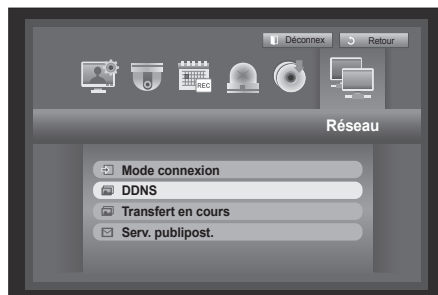 Déconnex
Retour
REC
Réseau
Mode connexion
DDNS
Transfert en cours
Serv. publipost.